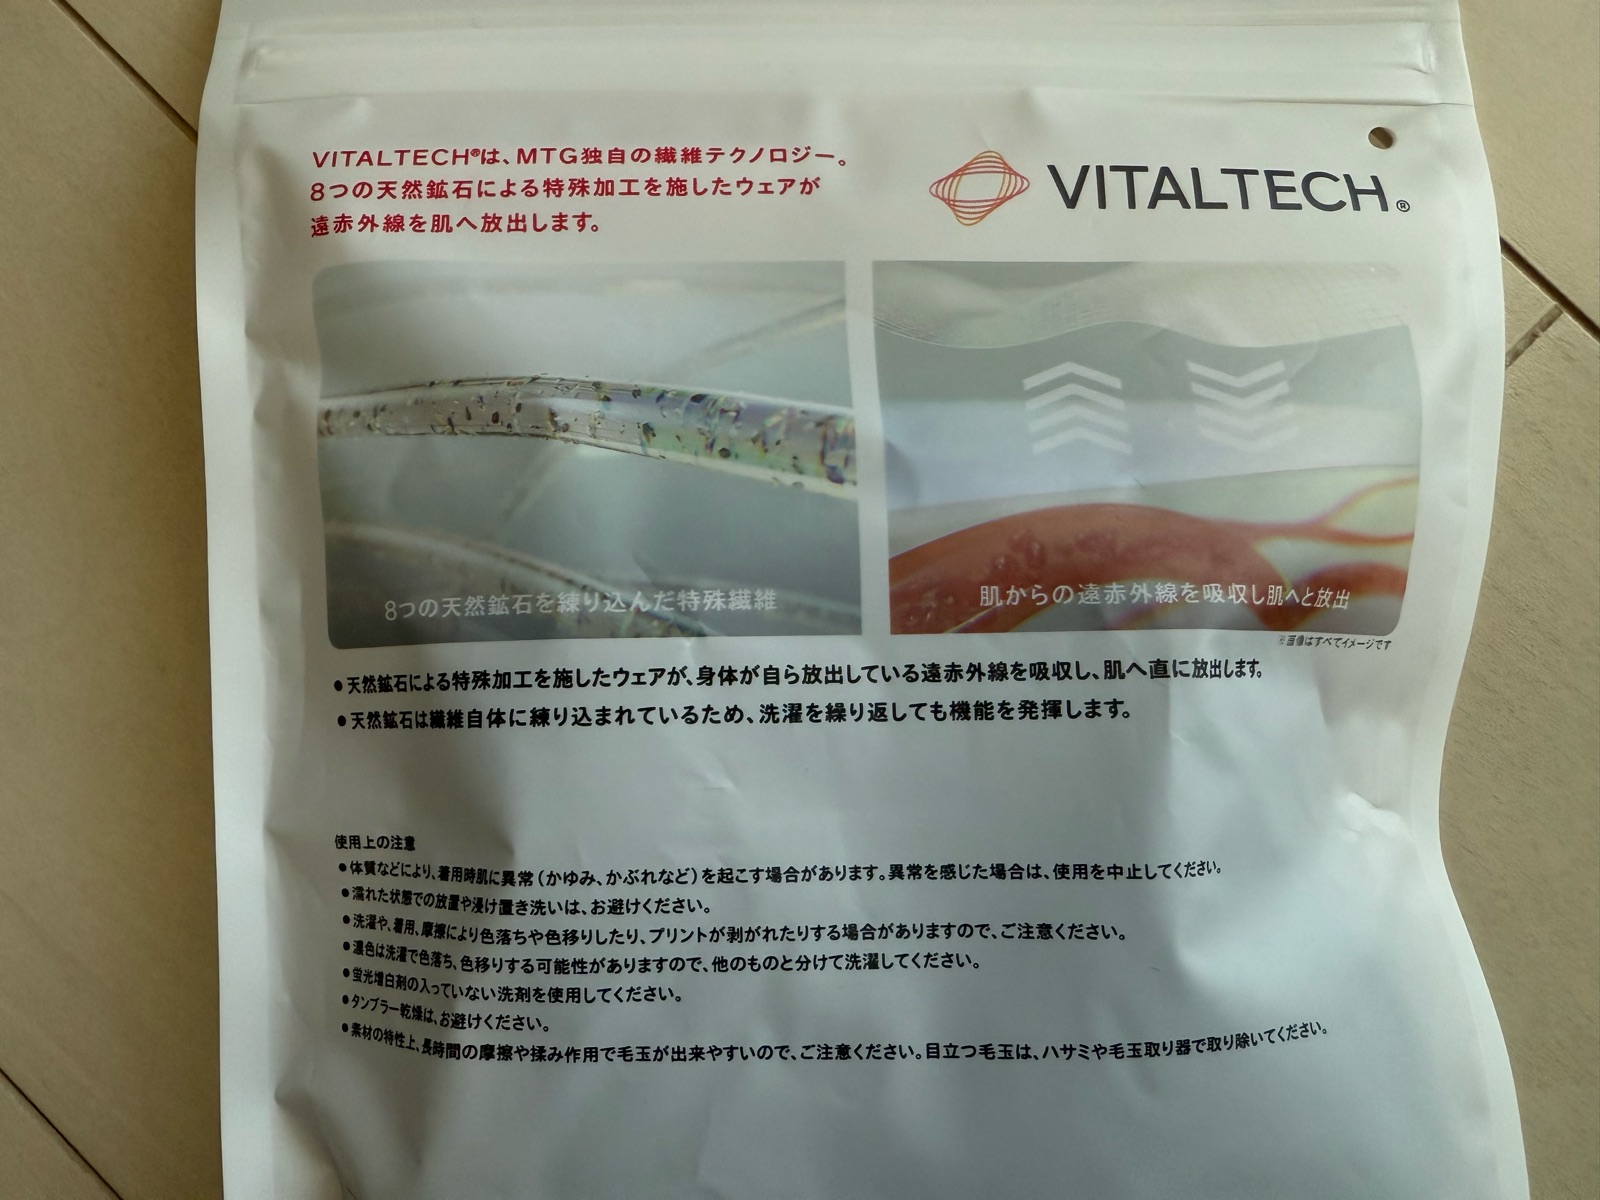 VITALTECH®は、MTG独自の繊維テクノロジー。
8つの天然鉱石による特殊加工を施したウェアが
遠赤外線を肌へ放出します。
VITALTECH®
8つの天然鉱石を練り込んだ特殊繊維
肌からの遠赤外線を吸収し肌へと放出
※画像はすべてイメージです
●天然鉱石による特殊加工を施したウェアが、身体が自ら放出している遠赤外線を吸収し、肌へ直に放出します。
●天然鉱石は繊維自体に練り込まれているため、洗濯を繰り返しても機能を発揮します。
使用上の注意
●体質などにより、着用時肌に異常(かゆみ、かぶれなど)を起こす場合があります。異常を感じた場合は、使用を中止してください。
●濡れた状態での放置や浸け置き洗いは、お避けください。
●洗濯や、着用、摩擦により色落ちや色移りしたり、プリントが剥がれたりする場合がありますので、ご注意ください。
●濃色は洗濯で色落ち、色移りする可能性がありますので、他のものと分けて洗濯してください。
●蛍光増白剤の入っていない洗剤を使用してください。
●タンブラー乾燥は、お避けください。
●素材の特性上、長時間の摩擦や揉み作用で毛玉が出来やすいので、ご注意ください。目立つ毛玉は、ハサミや毛玉取り器で取り除いてください。